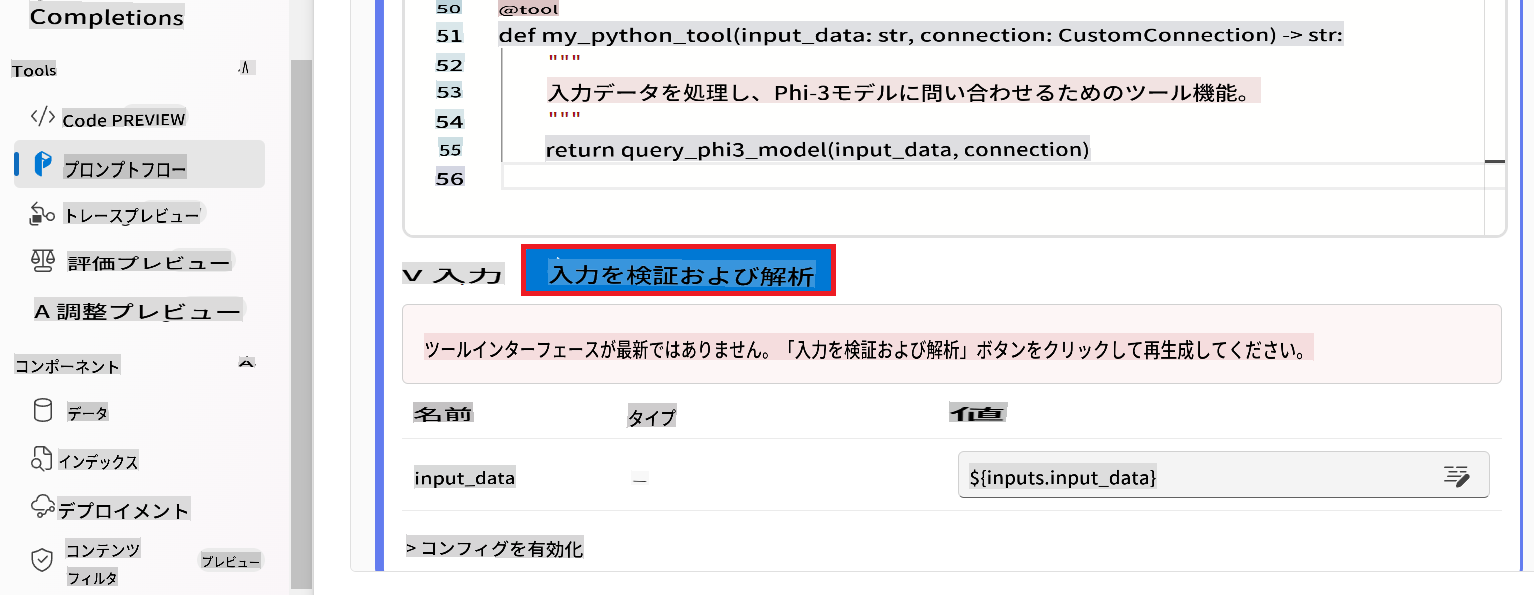 Completions
Tools
Code PREVIEW
プロンプトフロー
トレースプレビュー
評価プレビュー
A 調整プレビュー
コンポーネント
データ
インデックス
デプロイメント
コンテンツ
フィルタ
プレビュー
50 @tool
51 def my_python_tool(input_data: str, connection: CustomConnection) -> str:
52 """
53 入力データを処理し、Phi-3モデルに問い合わせるためのツール機能。
54 """
55 return query_phi3_model(input_data, connection)
56
V 入力 入力を検証および解析
ツールインターフェースが最新ではありません。「入力を検証および解析」ボタンをクリックして再生成してください。
名前 タイプ 値
input_data — ${inputs.input_data}
> コンフィグを有効化